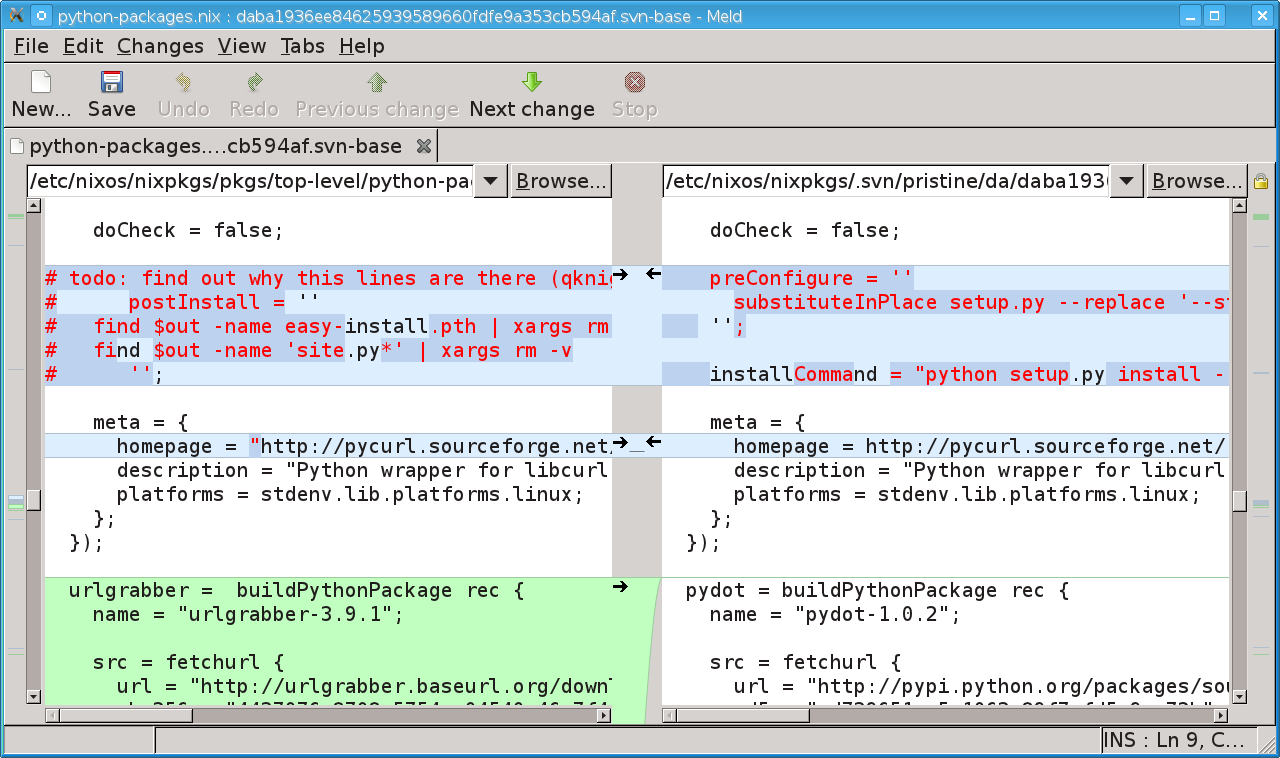 python-packages.nix : daba1936ee84625939589660fdfe9a353cb594af.svn-base - Meld
File Edit Changes View Tabs Help
New... Save Undo Redo Previous change Next change Stop
python-packages....cb594af.svn-base
/etc/nixos/nixpkgs/pkgs/top-level/python-pa Browse...
doCheck = false;
# todo: find out why this lines are there (qkni
# postInstall = ''
# find $out -name easy-install.pth | xargs rm
# find $out -name 'site.py*' | xargs rm -v
# '';
meta = {
homepage = "http://pycurl.sourceforge.net/
description = "Python wrapper for libcurl
platforms = stdenv.lib.platforms.linux;
};
});
urlgrabber = buildPythonPackage rec {
name = "urlgrabber-3.9.1";
src = fetchurl {
url = "http://urlgrabber.baseurl.org/down
/etc/nixos/nixpkgs/.svn/pristine/da/daba193 Browse...
doCheck = false;
preConfigure = ''
substituteInPlace setup.py --replace '--s
'';
installCommand = "python setup.py install -
meta = {
homepage = http://pycurl.sourceforge.net/
description = "Python wrapper for libcurl
platforms = stdenv.lib.platforms.linux;
};
});
pydot = buildPythonPackage rec {
name = "pydot-1.0.2";
src = fetchurl {
url = "http://pypi.python.org/packages/sou
INS : Ln 9, C...